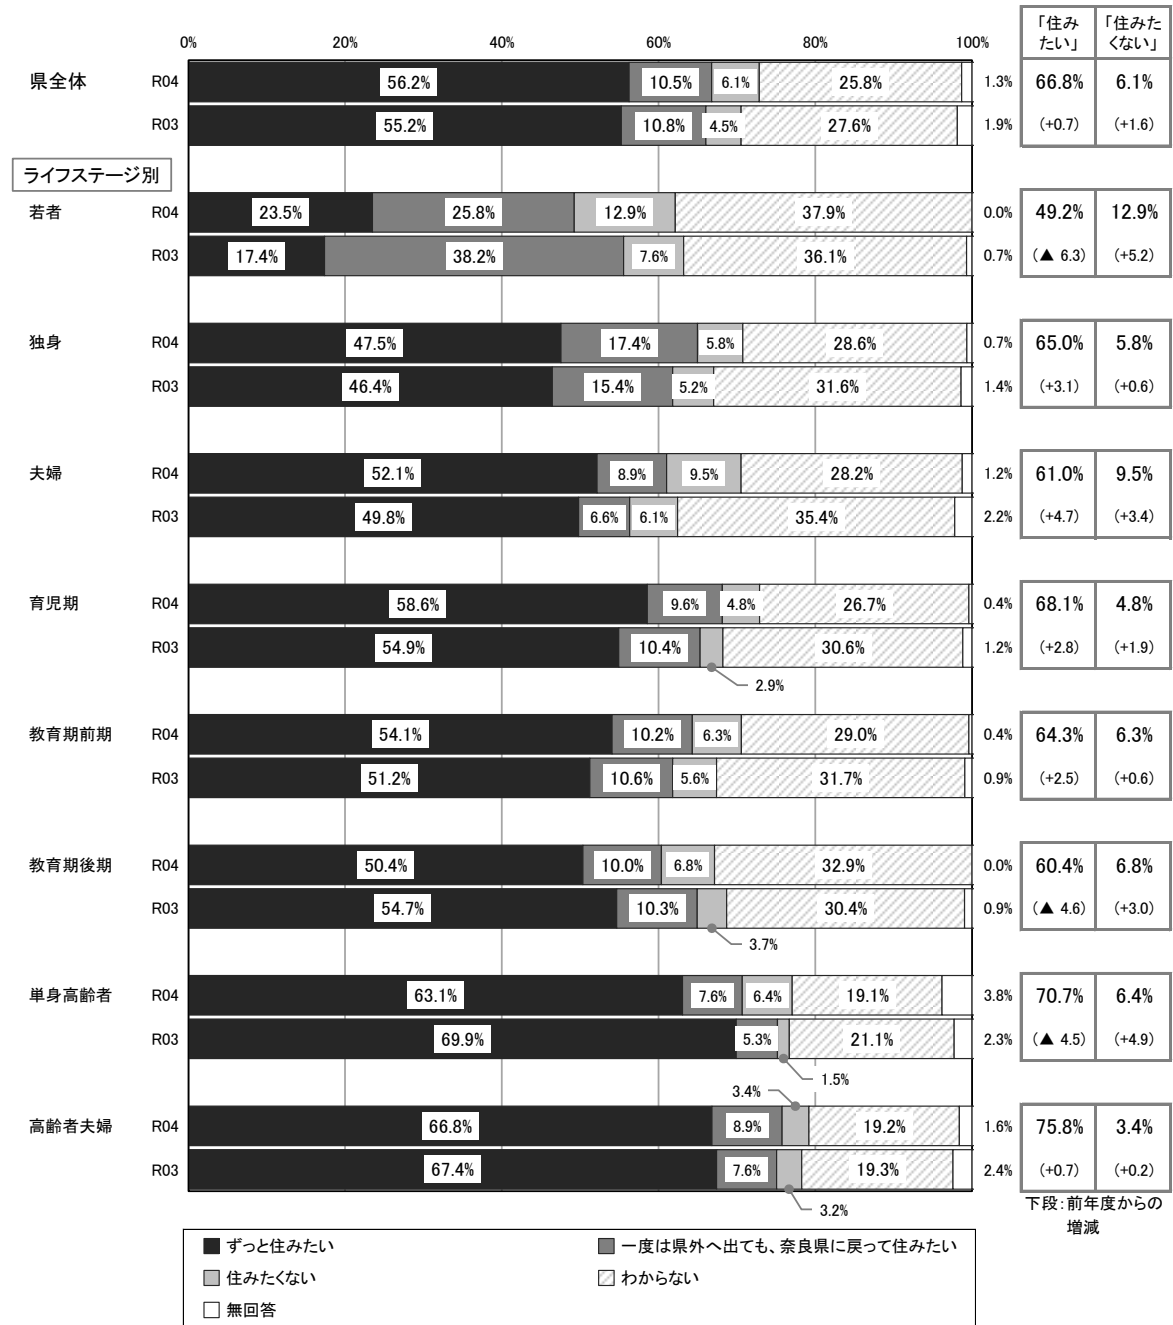 「住み
たい」
「住みた
くない」
0% 20% 40% 60% 80% 100%
県全体 R04 56.2% 10.5% 6.1% 25.8% 1.3% 66.8% 6.1%
R03 55.2% 10.8% 4.5% 27.6% 1.9% (+0.7) (+1.6)
ライフステージ別
若者 R04 23.5% 25.8% 12.9% 37.9% 0.0% 49.2% 12.9%
R03 17.4% 38.2% 7.6% 36.1% 0.7% (▲ 6.3) (+5.2)
独身 R04 47.5% 17.4% 5.8% 28.6% 0.7% 65.0% 5.8%
R03 46.4% 15.4% 5.2% 31.6% 1.4% (+3.1) (+0.6)
夫婦 R04 52.1% 8.9% 9.5% 28.2% 1.2% 61.0% 9.5%
R03 49.8% 6.6% 6.1% 35.4% 2.2% (+4.7) (+3.4)
育児期 R04 58.6% 9.6% 4.8% 26.7% 0.4% 68.1% 4.8%
R03 54.9% 10.4% 30.6% 1.2% (+2.8) (+1.9)
2.9%
教育期前期 R04 54.1% 10.2% 6.3% 29.0% 0.4% 64.3% 6.3%
R03 51.2% 10.6% 5.6% 31.7% 0.9% (+2.5) (+0.6)
教育期後期 R04 50.4% 10.0% 6.8% 32.9% 0.0% 60.4% 6.8%
R03 54.7% 10.3% 30.4% 0.9% (▲ 4.6) (+3.0)
3.7%
単身高齢者 R04 63.1% 7.6% 6.4% 19.1% 3.8% 70.7% 6.4%
R03 69.9% 5.3% 21.1% 2.3% (▲ 4.5) (+4.9)
1.5%
3.4%
高齢者夫婦 R04 66.8% 8.9% 19.2% 1.6% 75.8% 3.4%
R03 67.4% 7.6% 19.3% 2.4% (+0.7) (+0.2)
3.2%
下段：前年度からの
増減
ずっと住みたい 一度は県外へ出ても、奈良県に戻って住みたい
住みたくない わからない
無回答